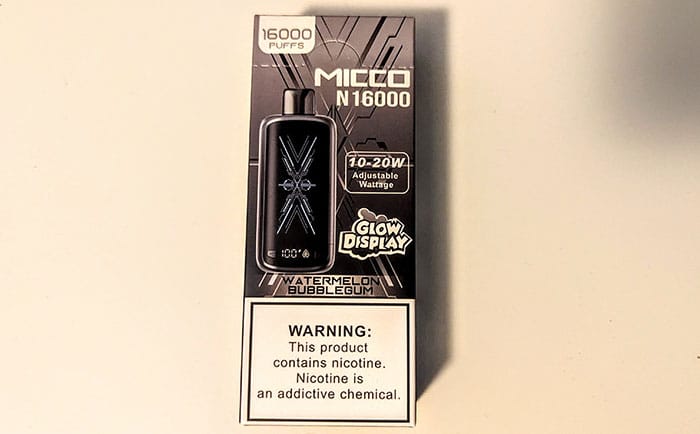 16000
PUFFS
MICCO
N16000
10-20W
Adjustable
Wattage
GLOW
DISPLAY
100%
WATERMELON
BUBBLEGUM
WARNING:
This product
contains nicotine.
Nicotine is
an addictive chemical.